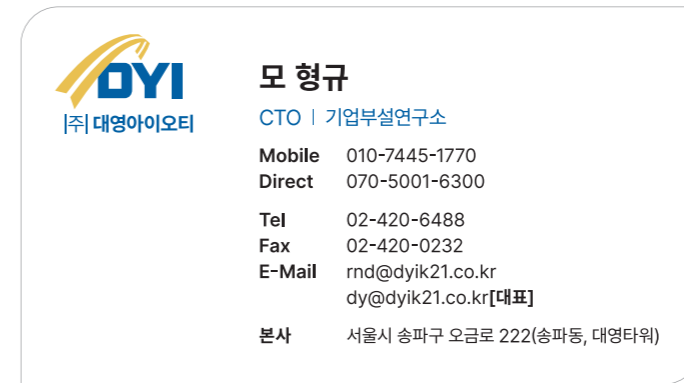 DYI
|주| 대영아이오티
모 형규
CTO | 기업부설연구소
Mobile 010-7445-1770
Direct 070-5001-6300
Tel 02-420-6488
Fax 02-420-0232
E-Mail rnd@dyik21.co.kr
dy@dyik21.co.kr[대표]
본사 서울시 송파구 오금로 222(송파동, 대영타워)